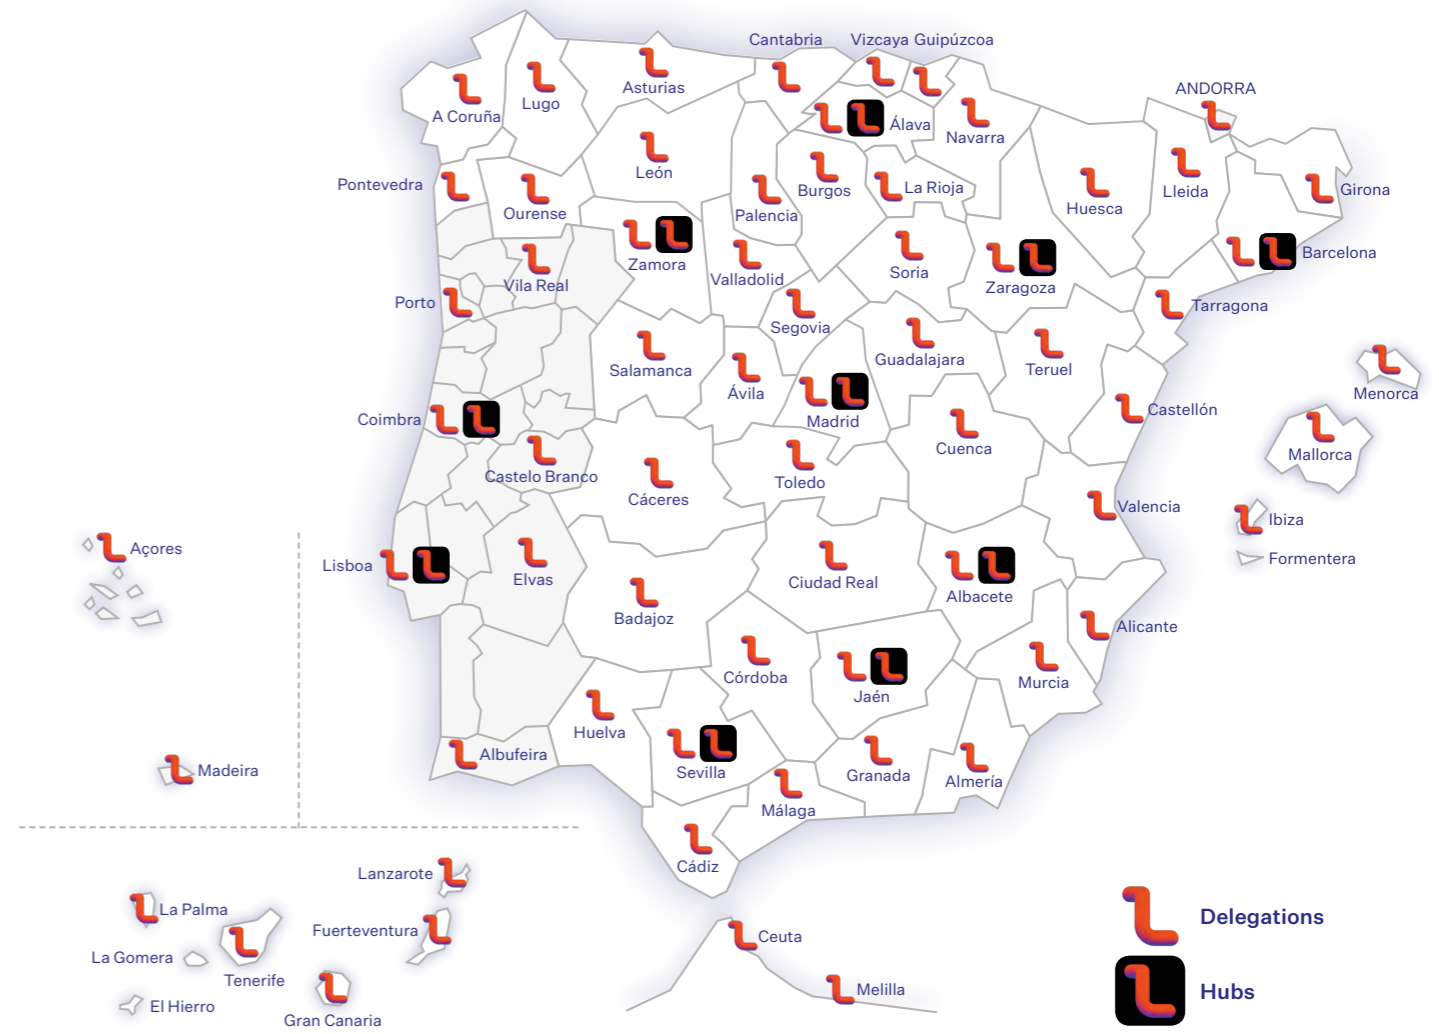 Cantabria
Vizcaya
Guipúzcoa
Asturias
Lugo
A Coruña
ANDORRA
Álava
Navarra
León
Pontevedra
Ourense
Palencia
Burgos
La Rioja
Huesca
Lleida
Girona
Zamora
Valladolid
Soria
Zaragoza
Barcelona
Vila Real
Porto
Segovia
Tarragona
Salamanca
Ávila
Guadalajara
Teruel
Madrid
Menorca
Coimbra
Castellón
Cuenca
Mallorca
Castelo Branco
Cáceres
Toledo
Valencia
Ibiza
Açores
Formentera
Lisboa
Elvas
Ciudad Real
Albacete
Badajoz
Alicante
Córdoba
Jaén
Murcia
Huelva
Albufeira
Sevilla
Granada
Almería
Madeira
Málaga
Cádiz
Lanzarote
La Palma
Fuerteventura
La Gomera
Tenerife
El Hierro
Gran Canaria
Ceuta
Melilla
Delegations
Hubs